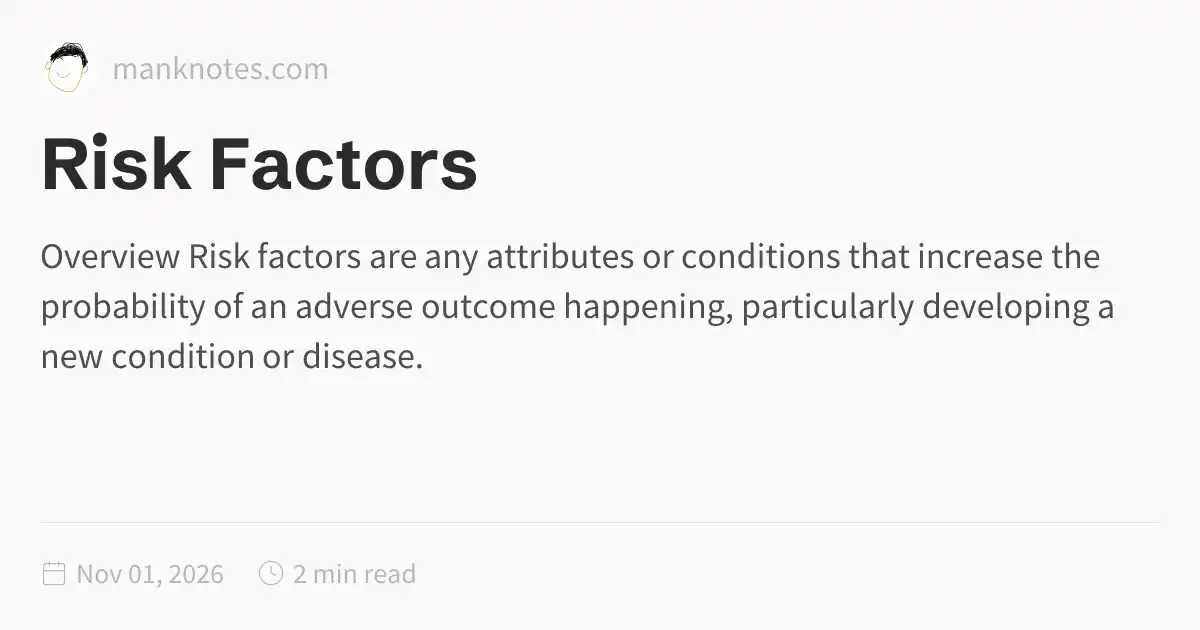 manknotes.com
Risk Factors
Overview Risk factors are any attributes or conditions that increase the
probability of an adverse outcome happening, particularly developing a
new condition or disease.
Nov 01, 2026 2 min read